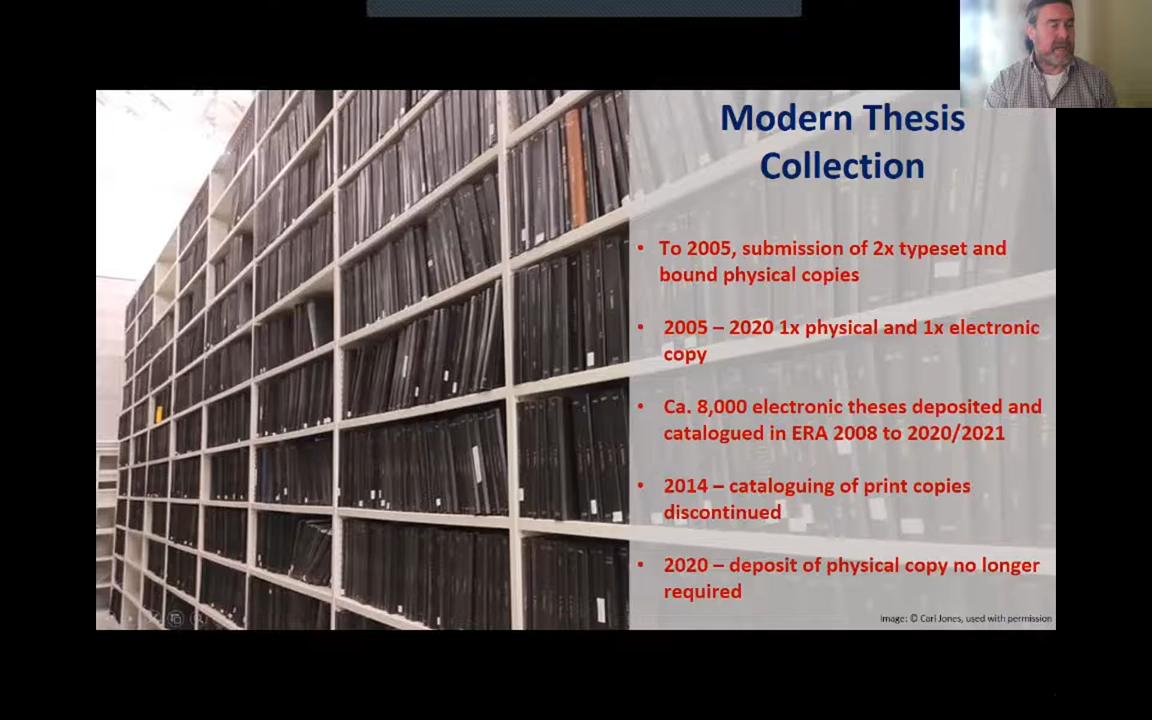 Modern Thesis
Collection
• To 2005, submission of 2x typeset and
bound physical copies
• 2005 – 2020 1x physical and 1x electronic
copy
• Ca. 8,000 electronic theses deposited and
catalogued in ERA 2008 to 2020/2021
• 2014 – cataloguing of print copies
discontinued
• 2020 – deposit of physical copy no longer
required
Image: © Carl Jones, used with permission